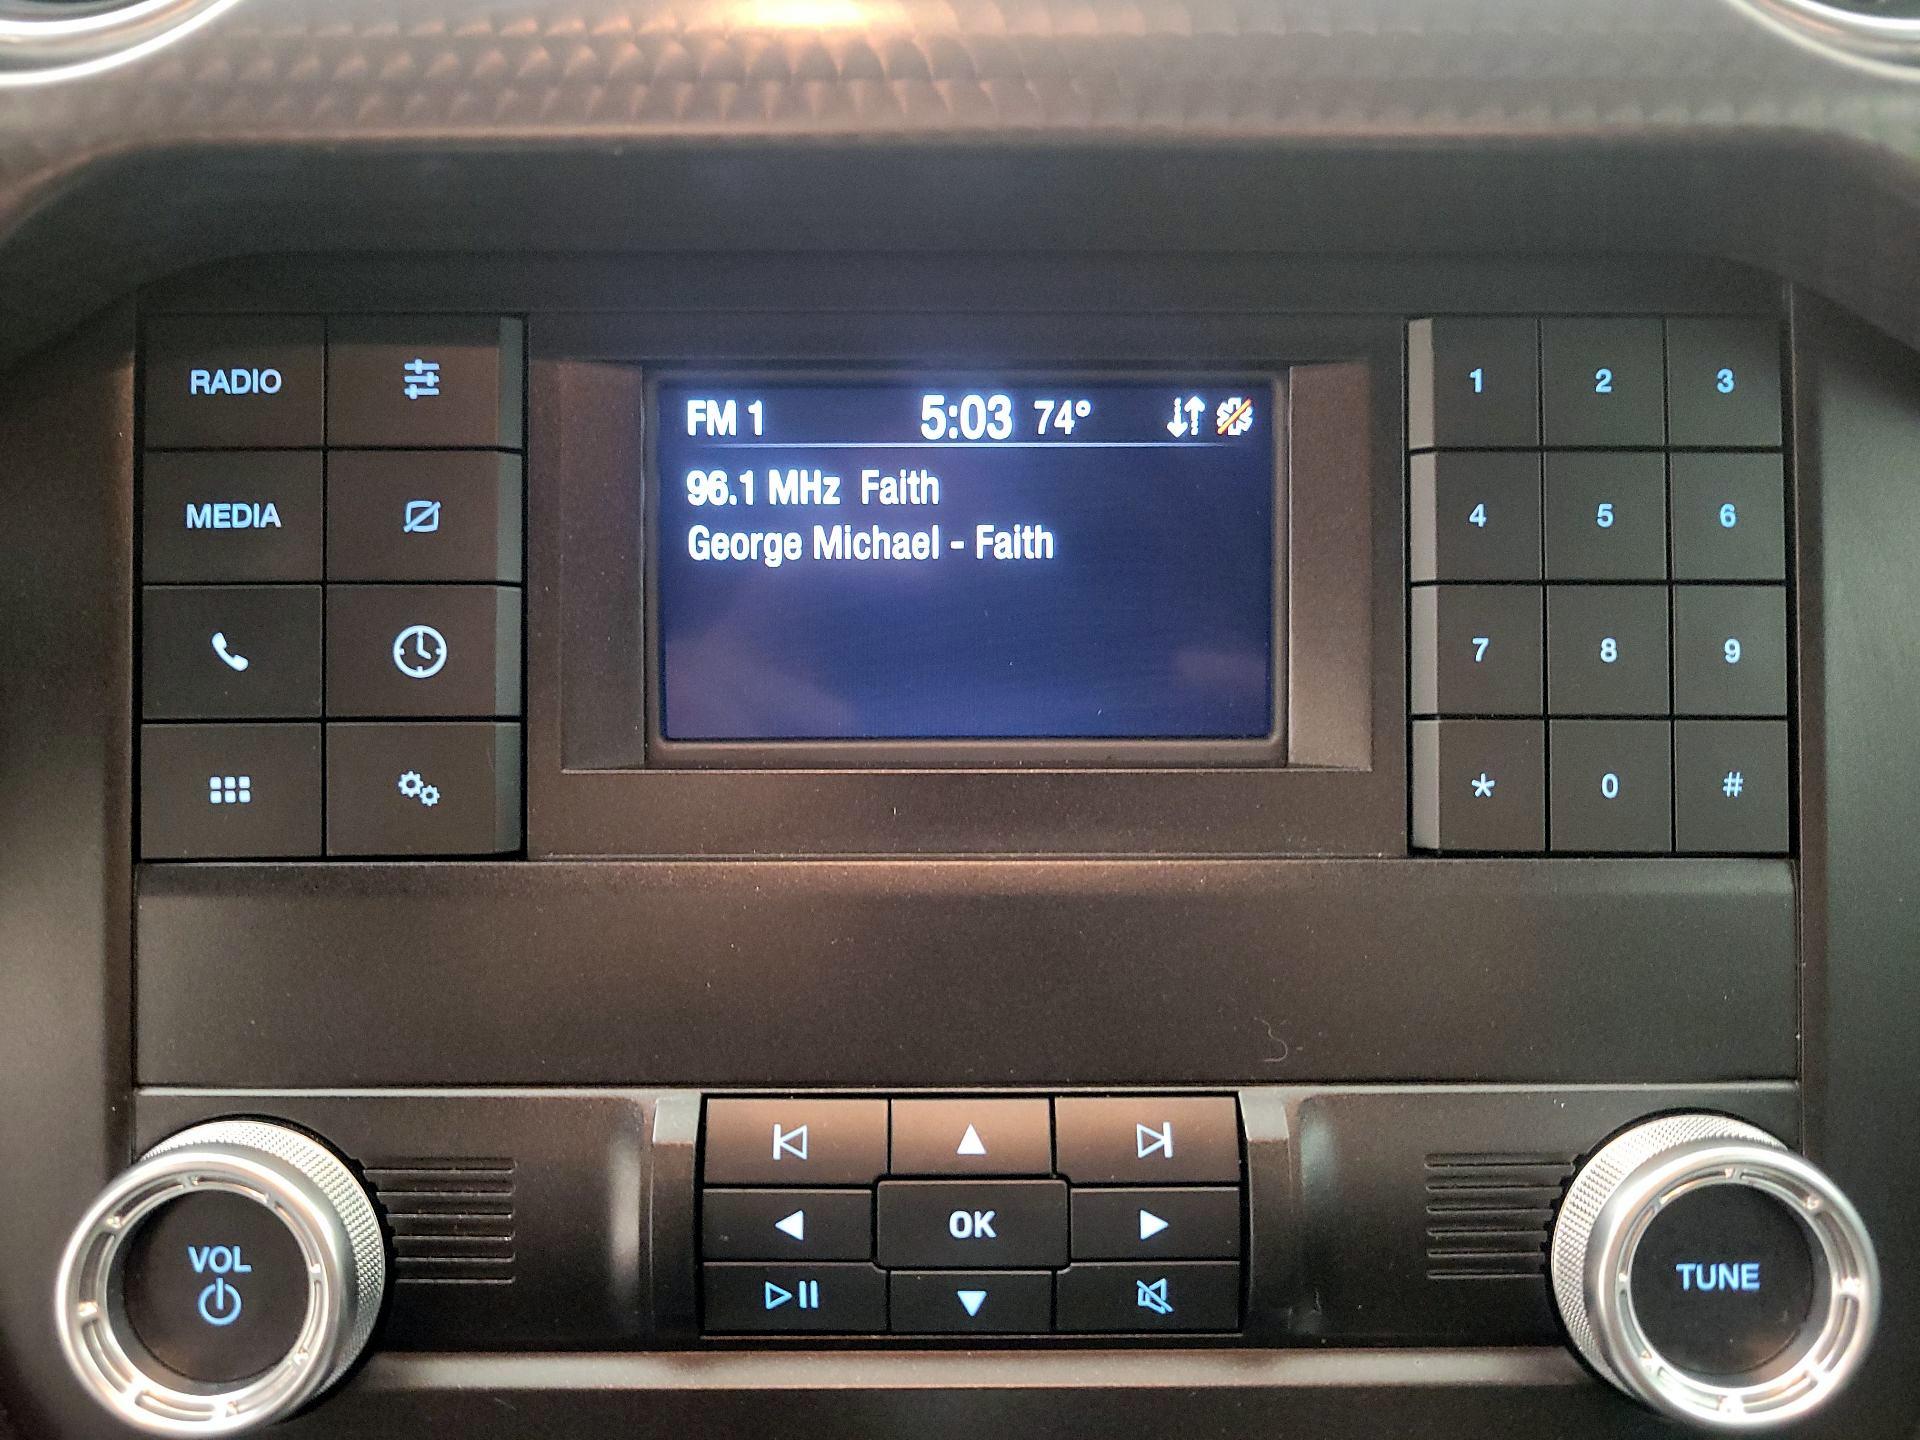 FM 1 5:03 74°
96.1 MHz Faith
George Michael - Faith
RADIO
MEDIA
1 2 3
4 5 6
7 8 9
* 0 #
VOL
OK
TUNE